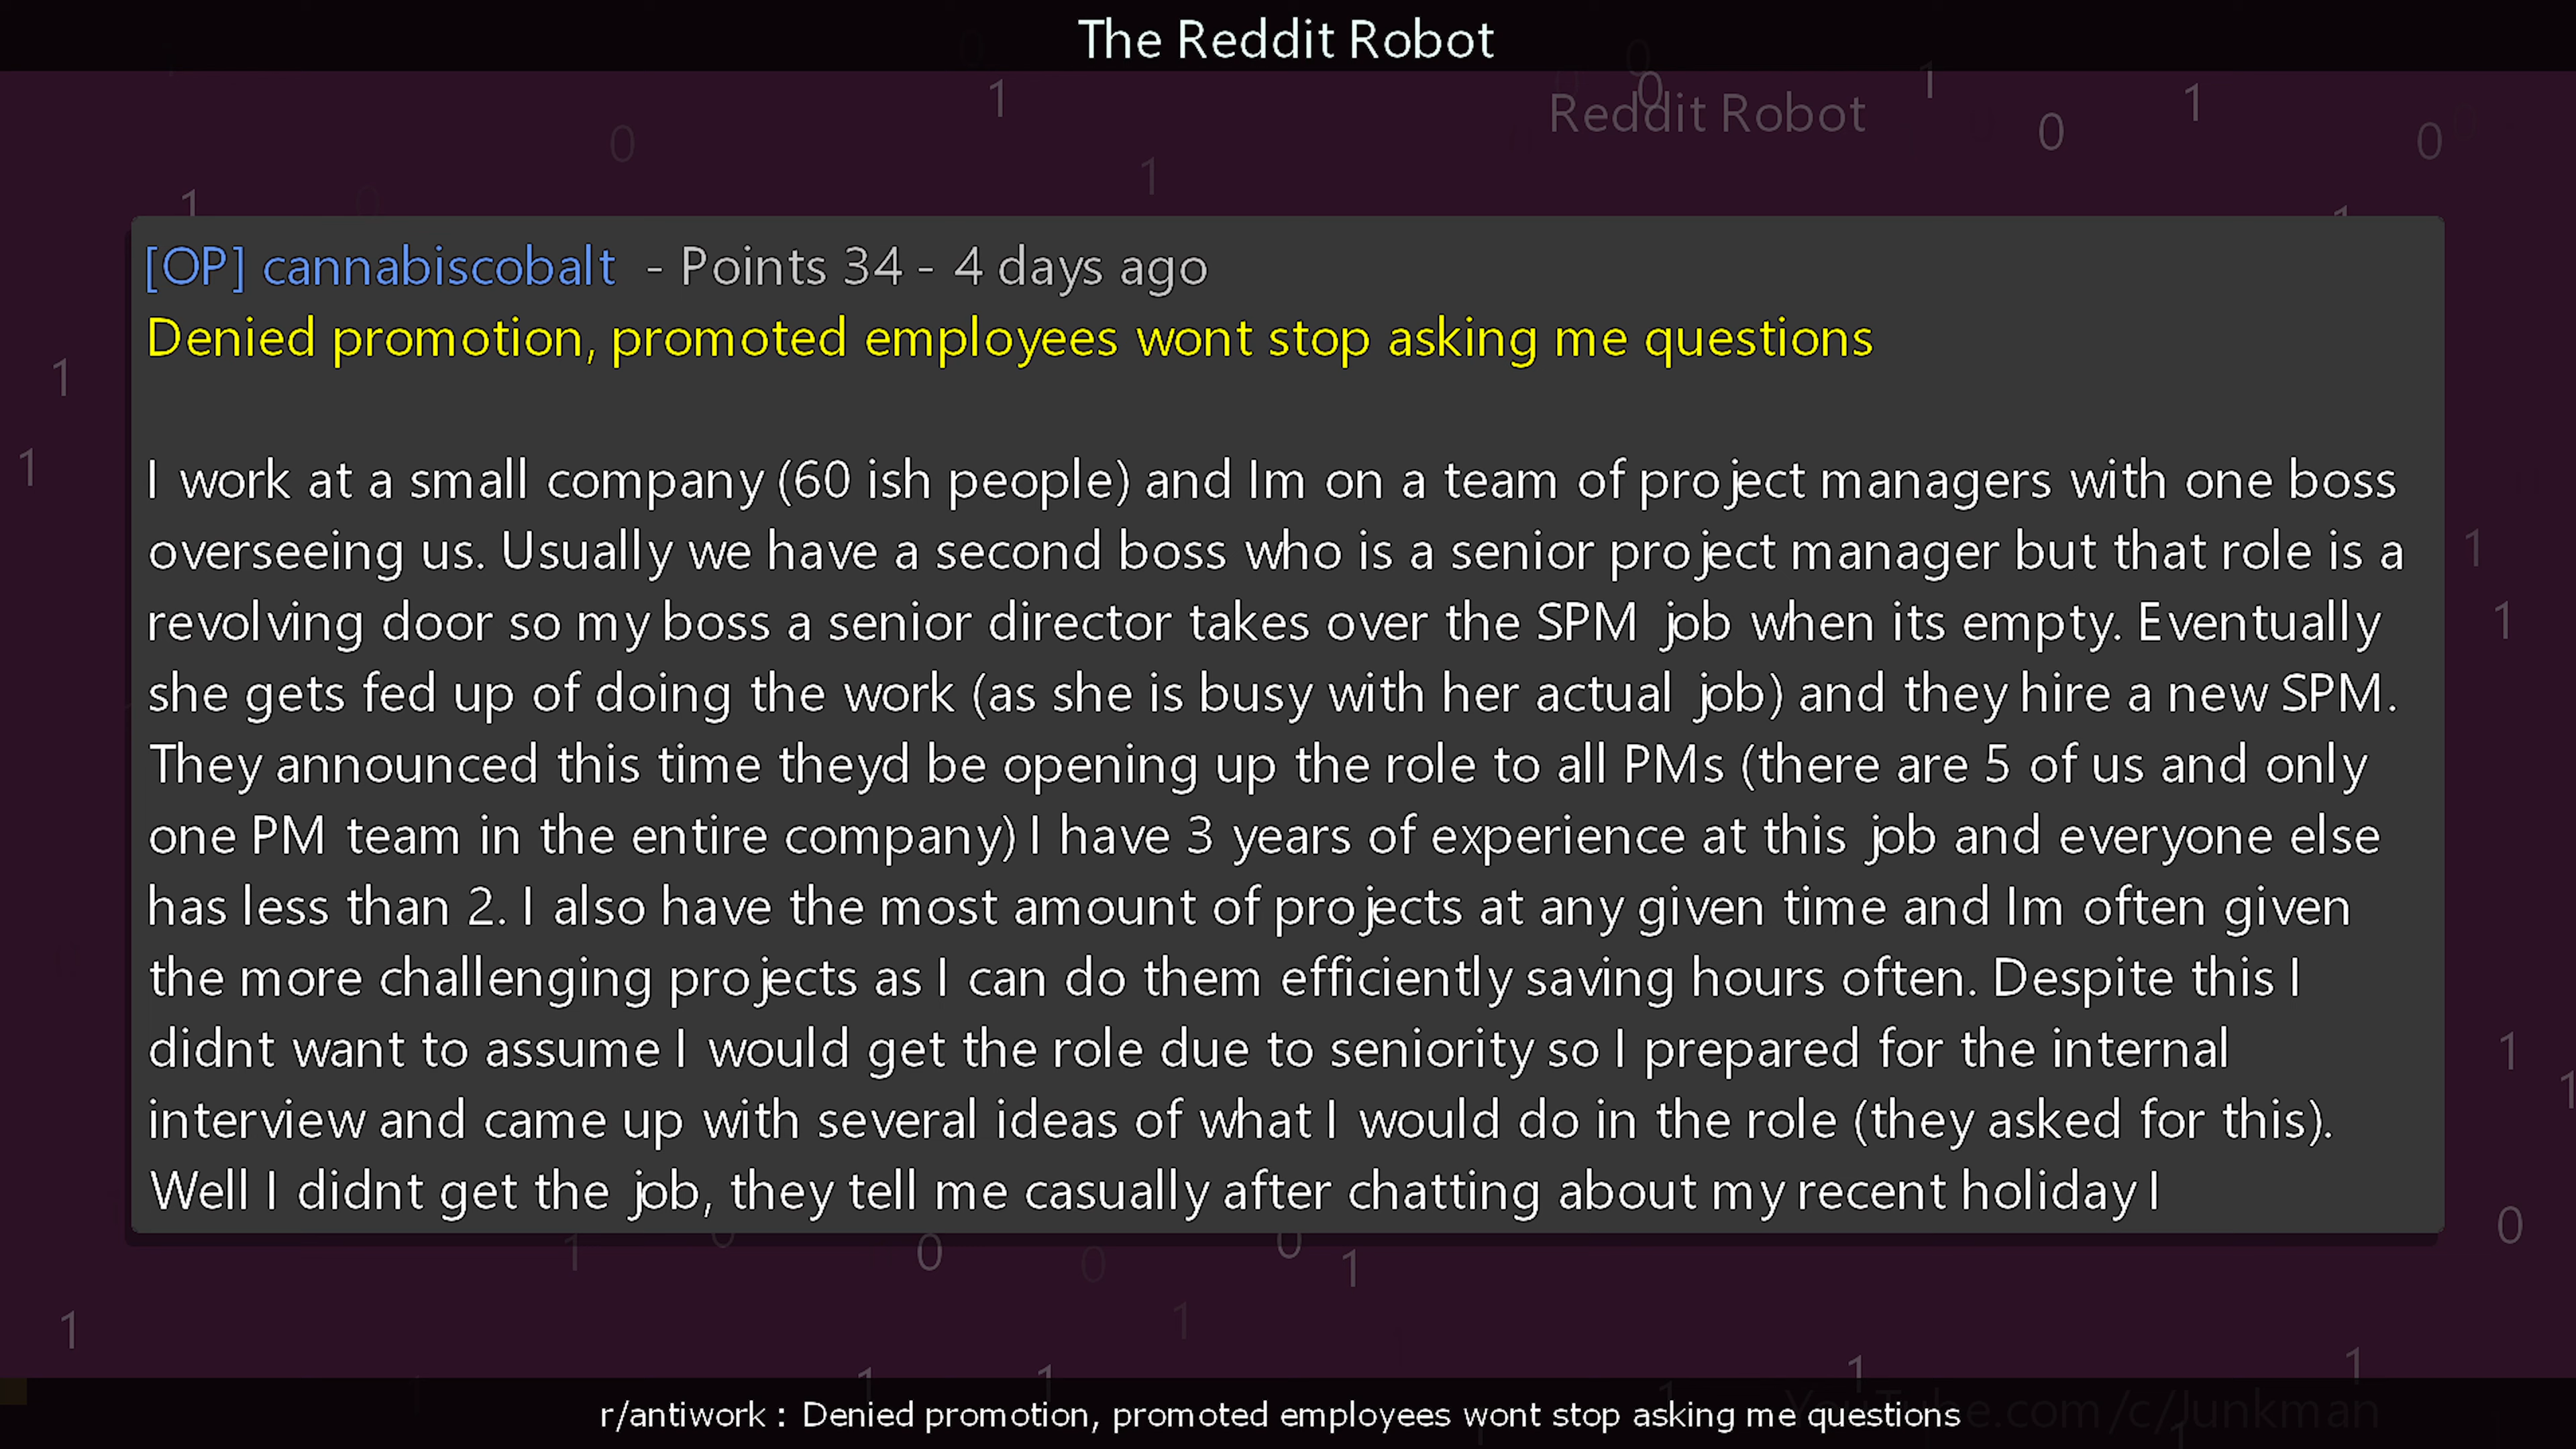 The Reddit Robot
Reddit Robot
[OP] cannabiscobalt - Points 34 - 4 days ago
Denied promotion, promoted employees wont stop asking me questions
I work at a small company (60 ish people) and Im on a team of project managers with one boss
overseeing us. Usually we have a second boss who is a senior project manager but that role is a
revolving door so my boss a senior director takes over the SPM job when its empty. Eventually
she gets fed up of doing the work (as she is busy with her actual job) and they hire a new SPM.
They announced this time theyd be opening up the role to all PMs (there are 5 of us and only
one PM team in the entire company) I have 3 years of experience at this job and everyone else
has less than 2. I also have the most amount of projects at any given time and Im often given
the more challenging projects as I can do them efficiently saving hours often. Despite this I
didnt want to assume I would get the role due to seniority so I prepared for the internal
interview and came up with several ideas of what I would do in the role (they asked for this).
Well I didnt get the job, they tell me casually after chatting about my recent holiday I
r/antiwork : Denied promotion, promoted employees wont stop asking me questions
YouTube.com/c/Junkman